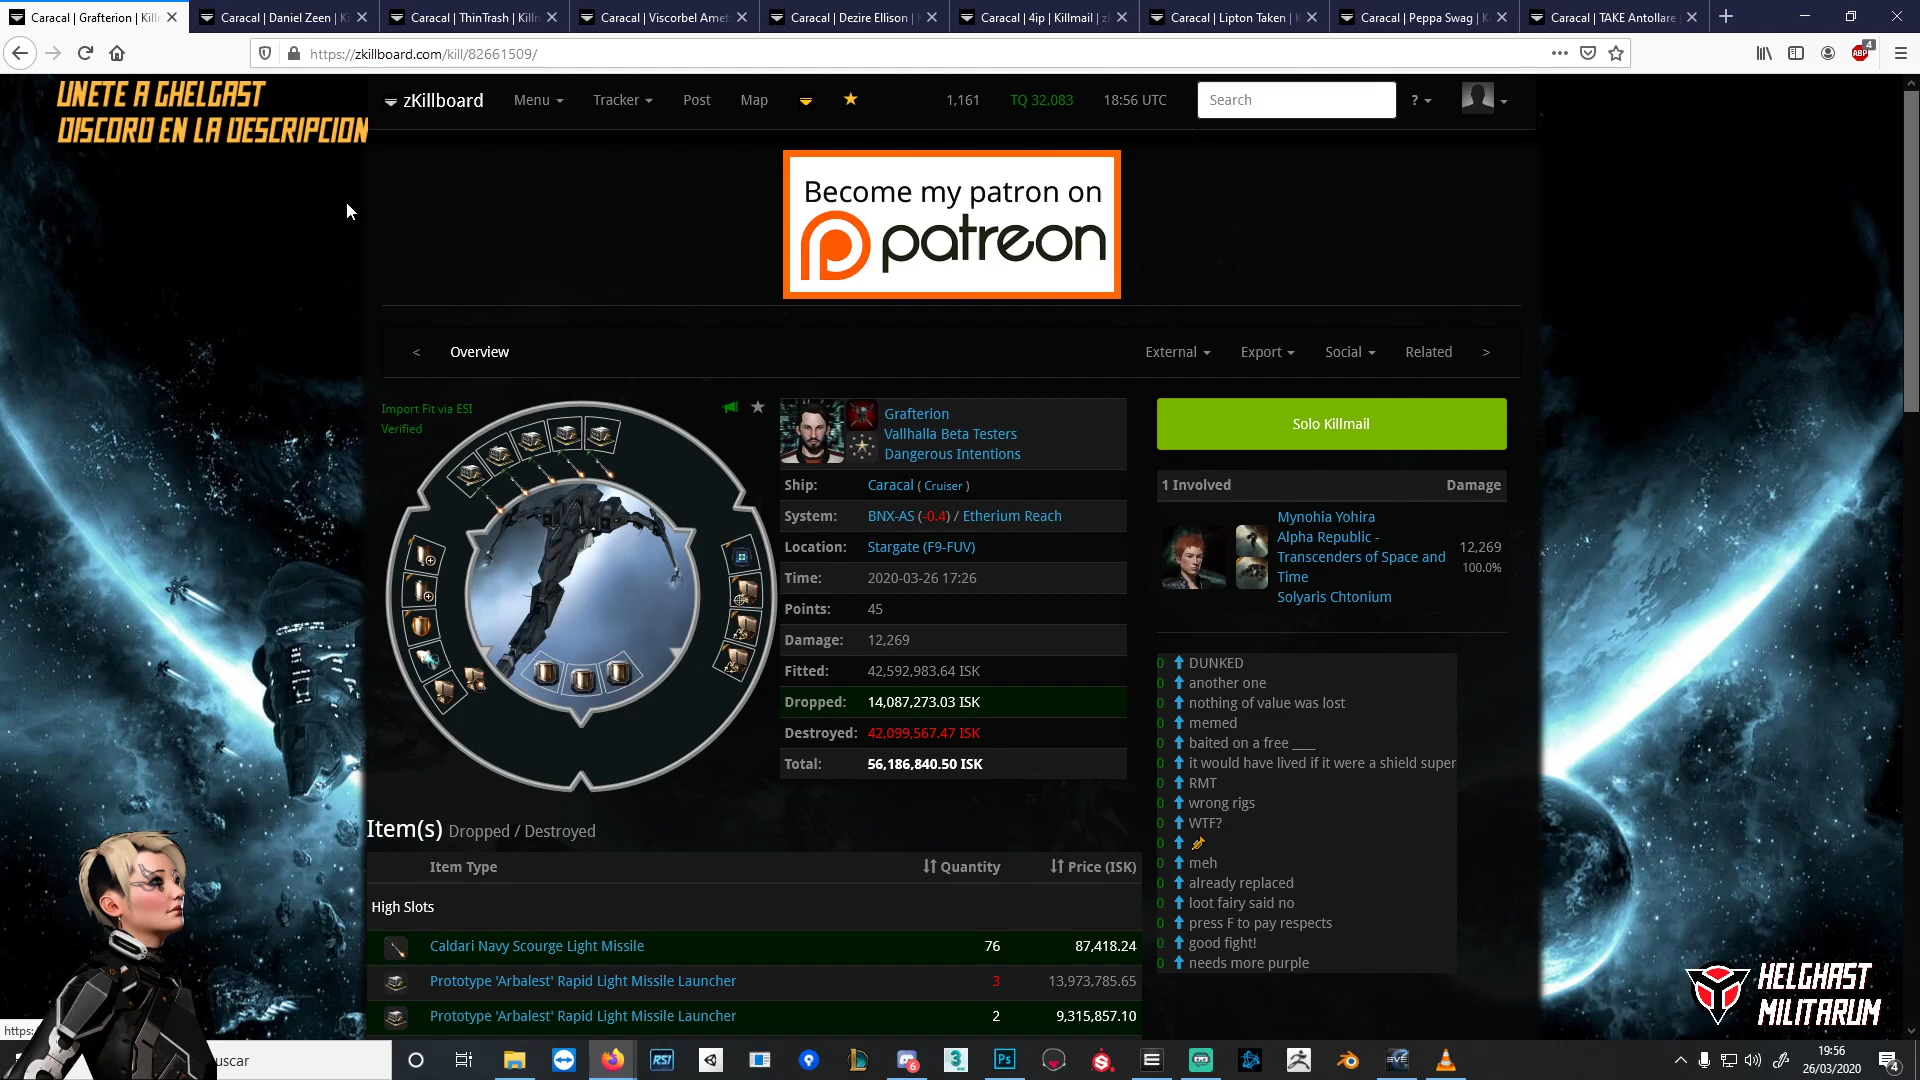 Caracal | Grafterion | Kill
Caracal | Daniel Zeen | K
Caracal | ThinTrash | Killm
Caracal | Viscorbel Amet
Caracal | Dezire Ellison |
Caracal | 4ip | Killmail | z
Caracal | Lipton Taken |
Caracal | Peppa Swag | K
Caracal | TAKE Antollare
https://zkillboard.com/kill/82661509/
ABP
4
UNETE A GHELGAST
DISCORD EN LA DESCRIPCION
zKillboard
Menu
Tracker
Post
Map
1,161
TQ 32,083
18:56 UTC
Search
?
Become my patron on
patreon
<
Overview
External
Export
Social
Related
>
Import Fit via ESI
Verified
Grafterion
Vallhalla Beta Testers
Dangerous Intentions
Ship: Caracal ( Cruiser )
System: BNX-AS (-0.4) / Etherium Reach
Location: Stargate (F9-FUV)
Time: 2020-03-26 17:26
Points: 45
Damage: 12,269
Fitted: 42,592,983.64 ISK
Dropped: 14,087,273.03 ISK
Destroyed: 42,099,567.47 ISK
Total: 56,186,840.50 ISK
Solo Killmail
1 Involved Damage
Mynohia Yohira
Alpha Republic -
Transcenders of Space and
Time
Solyaris Chtonium
12,269
100.0%
0 DUNKED
0 another one
0 nothing of value was lost
0 memed
0 baited on a free ____
0 it would have lived if it were a shield super
0 RMT
0 wrong rigs
0 WTF?
0
0 meh
0 already replaced
0 loot fairy said no
0 press F to pay respects
0 good fight!
0 needs more purple
Item(s) Dropped / Destroyed
Item Type Quantity Price (ISK)
High Slots
Caldari Navy Scourge Light Missile 76 87,418.24
Prototype 'Arbalest' Rapid Light Missile Launcher 3 13,973,785.65
Prototype 'Arbalest' Rapid Light Missile Launcher 2 9,315,857.10
HELGHAST
MILITARUM
https:
uscar
RSI
6
3
Ps
19:56
26/03/2020
4